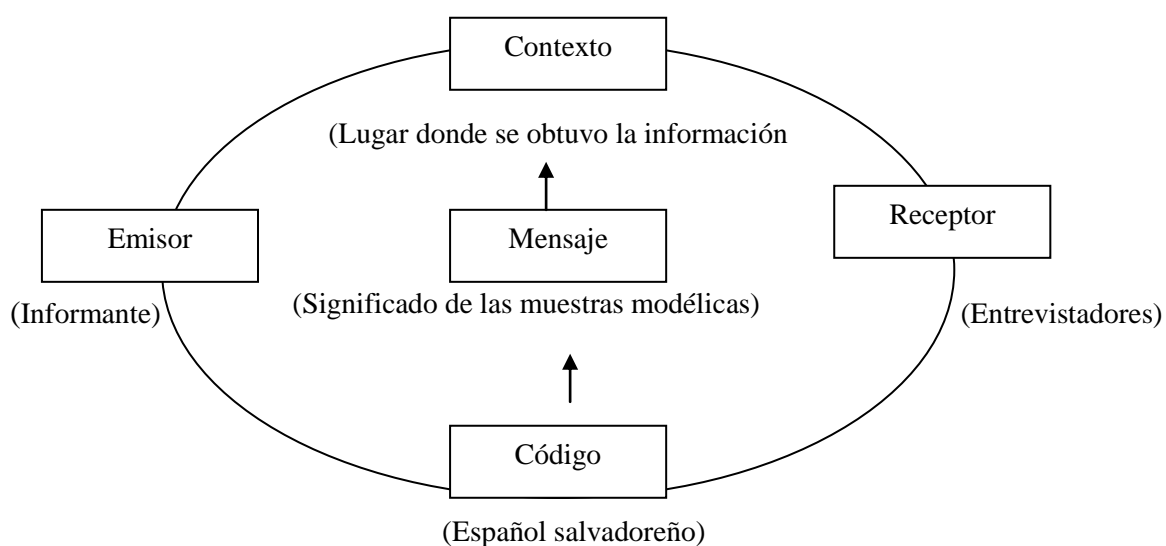 Contexto
(Lugar donde se obtuvo la información
Emisor
Mensaje
Receptor
(Informante)
(Significado de las muestras modélicas)
(Entrevistadores)
Código
(Español salvadoreño)